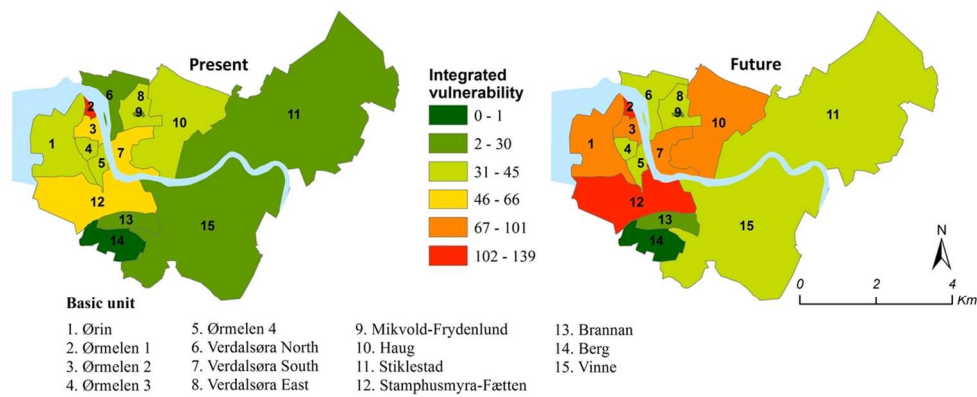 Present
Future
Integrated
vulnerability
0 - 1
2 - 30
31 - 45
46 - 66
67 - 101
102 - 139
1
2
3
4
5
6
7
8
9
10
11
12
13
14
15
1
2
3
4
5
6
7
8
9
10
11
12
13
14
15
N
0 2 4
Km
Basic unit
1. Ørin
2. Ørmelen 1
3. Ørmelen 2
4. Ørmelen 3
5. Ørmelen 4
6. Verdalsøra North
7. Verdalsøra South
8. Verdalsøra East
9. Mikvold-Frydenlund
10. Haug
11. Stiklestad
12. Stamphusmyra-Fætten
13. Brannan
14. Berg
15. Vinne